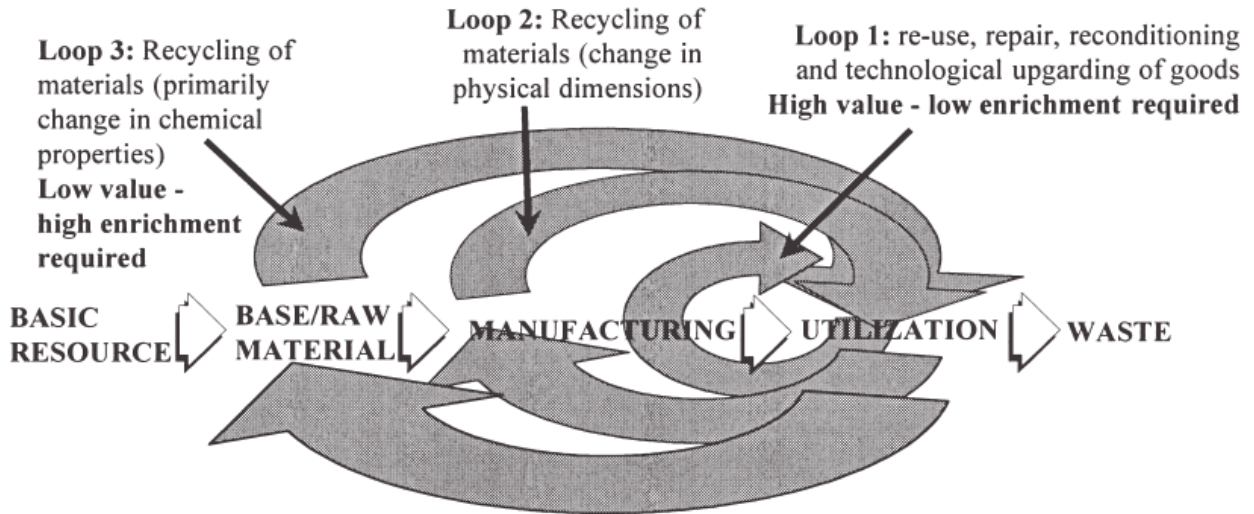 Loop 3: Recycling of
materials (primarily
change in chemical
properties)
Low value -
high enrichment
required
Loop 2: Recycling of
materials (change in
physical dimensions)
Loop 1: re-use, repair, reconditioning
and technological upgarding of goods
High value - low enrichment required
BASIC
RESOURCE
BASE/RAW
MATERIAL
MANUFACTURING
UTILIZATION
WASTE